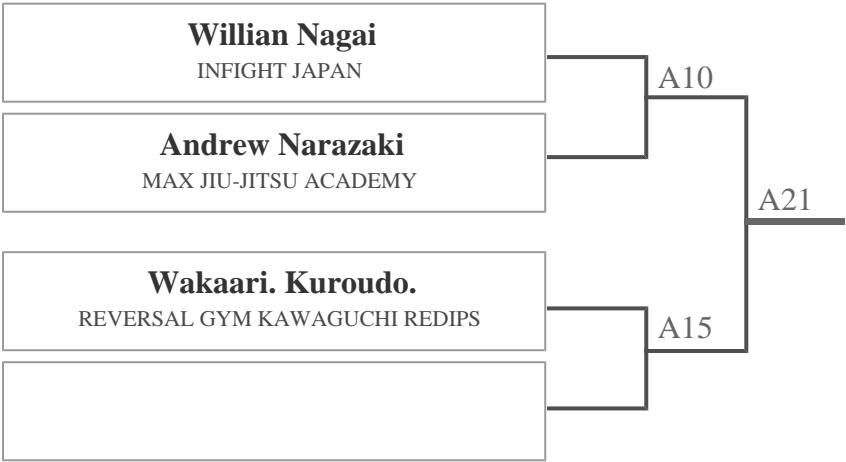 Willian Nagai
INFIGHT JAPAN
A10
Andrew Narazaki
MAX JIU-JITSU ACADEMY
A21
Wakaari. Kuroudo.
REVERSAL GYM KAWAGUCHI REDIPS
A15